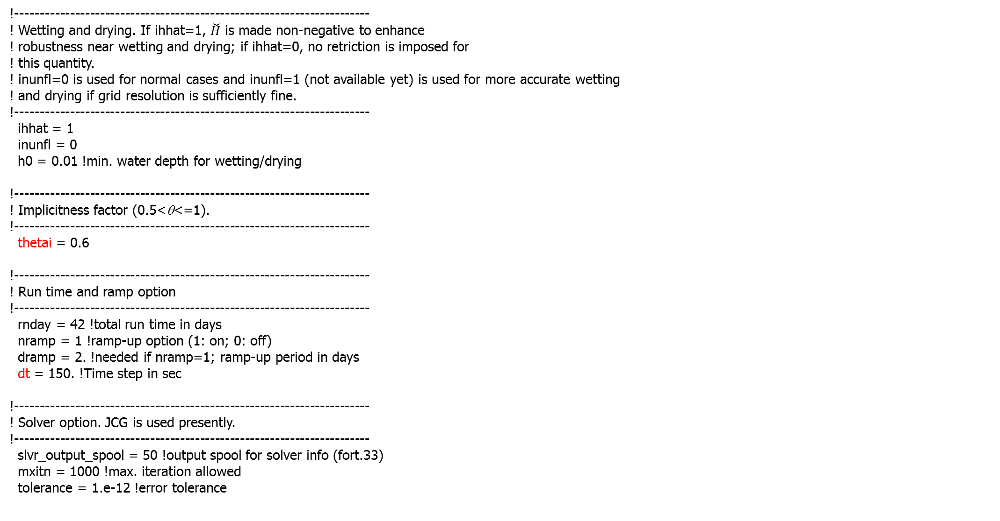 !----------------------------------------------------------------------
! Wetting and drying. If ihhat=1, H̆ is made non-negative to enhance
! robustness near wetting and drying; if ihhat=0, no retriction is imposed for
! this quantity.
! inunfl=0 is used for normal cases and inunfl=1 (not available yet) is used for more accurate wetting
! and drying if grid resolution is sufficiently fine.
!----------------------------------------------------------------------
ihhat = 1
inunfl = 0
h0 = 0.01 !min. water depth for wetting/drying
!----------------------------------------------------------------------
! Implicitness factor (0.5<θ<=1).
!----------------------------------------------------------------------
thetai = 0.6
!----------------------------------------------------------------------
! Run time and ramp option
!----------------------------------------------------------------------
rnday = 42 !total run time in days
nramp = 1 !ramp-up option (1: on; 0: off)
dramp = 2. !needed if nramp=1; ramp-up period in days
dt = 150. !Time step in sec
!----------------------------------------------------------------------
! Solver option. JCG is used presently.
!----------------------------------------------------------------------
slvr_output_spool = 50 !output spool for solver info (fort.33)
mxitn = 1000 !max. iteration allowed
tolerance = 1.e-12 !error tolerance